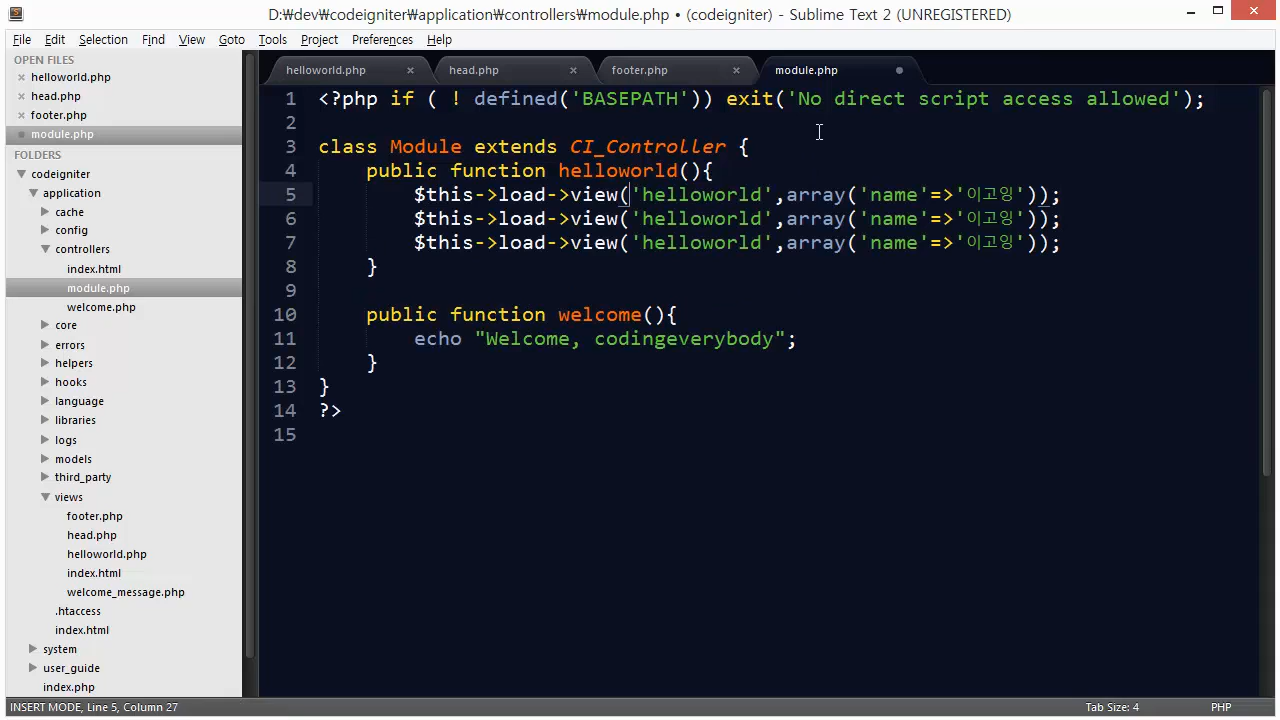 D:₩dev₩codeigniter₩application₩controllers₩module.php • (codeigniter) - Sublime Text 2 (UNREGISTERED)
File Edit Selection Find View Goto Tools Project Preferences Help
OPEN FILES
helloworld.php
head.php
footer.php
module.php
FOLDERS
codeigniter
application
cache
config
controllers
index.html
module.php
welcome.php
core
errors
helpers
hooks
language
libraries
logs
models
third_party
views
footer.php
head.php
helloworld.php
index.html
welcome_message.php
.htaccess
index.html
system
user_guide
index.php
helloworld.php head.php footer.php module.php
1 <?php if ( ! defined('BASEPATH')) exit('No direct script access allowed');
2
3 class Module extends CI_Controller {
4 public function helloworld(){
5 $this->load->view('helloworld',array('name'=>'이고잉'));
6 $this->load->view('helloworld',array('name'=>'이고잉'));
7 $this->load->view('helloworld',array('name'=>'이고잉'));
8 }
9
10 public function welcome(){
11 echo "Welcome, codingeverybody";
12 }
13 }
14 ?>
15
INSERT MODE, Line 5, Column 27 Tab Size: 4 PHP